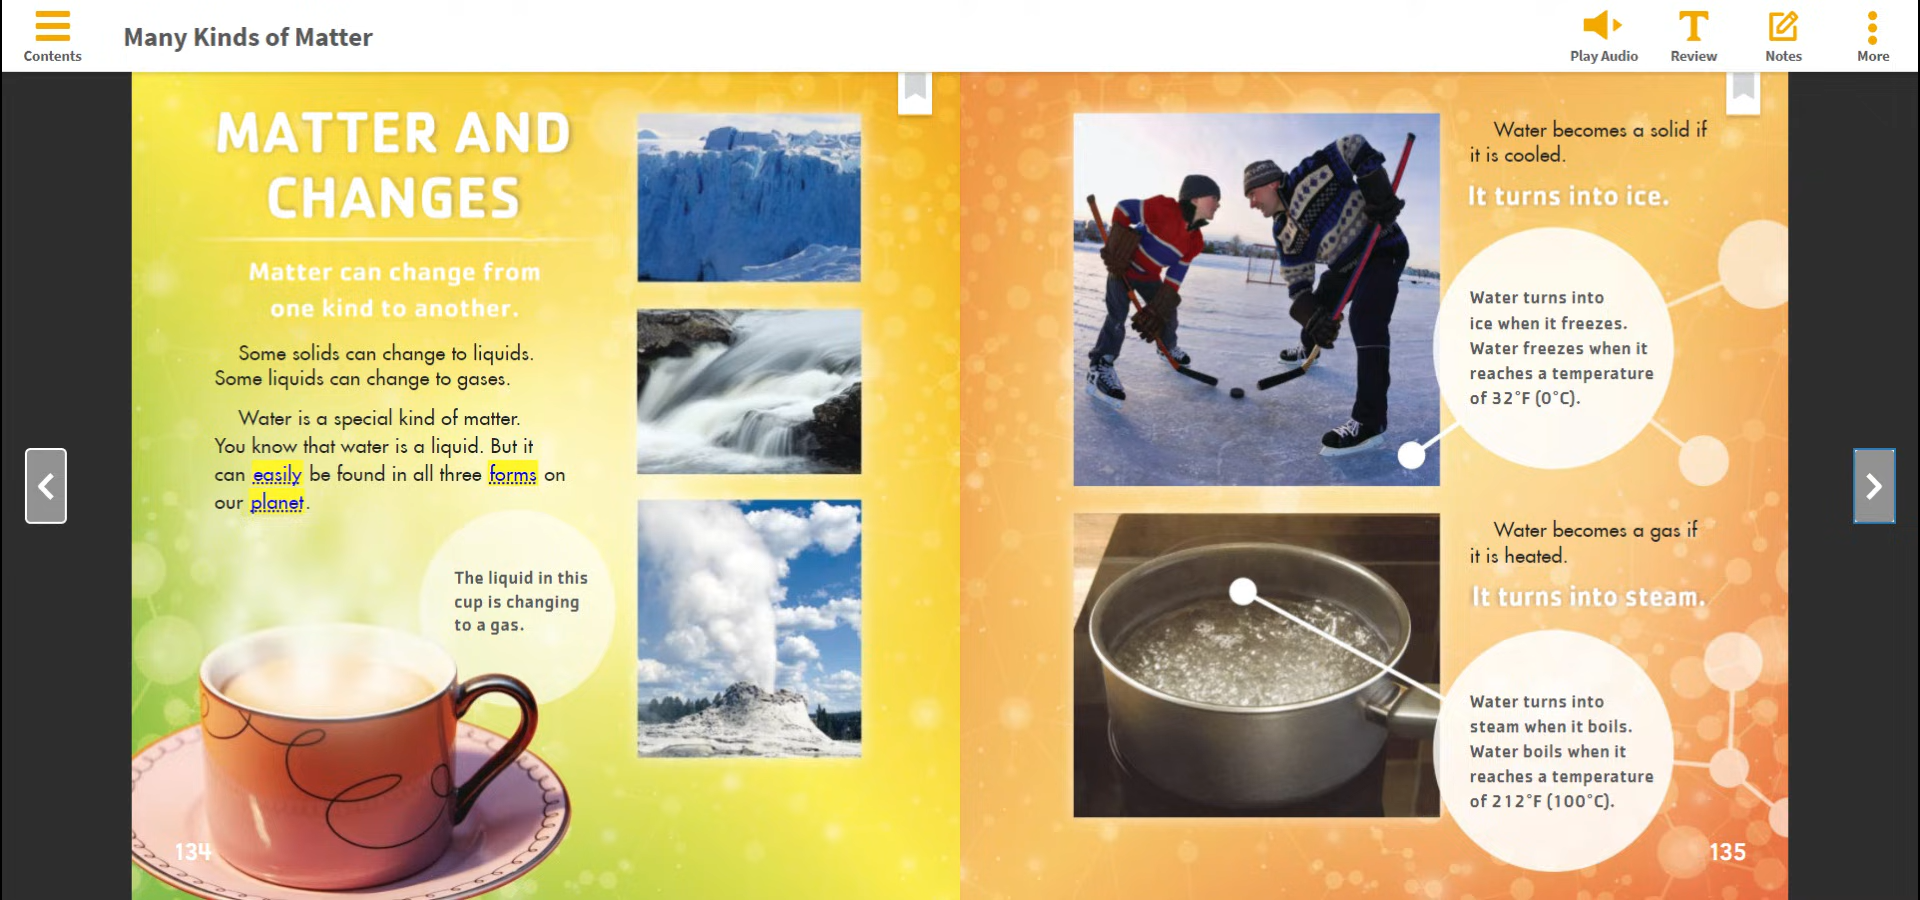 Contents
Many Kinds of Matter
Play Audio
Review
Notes
More
MATTER AND
CHANGES
Matter can change from
one kind to another.
Some solids can change to liquids.
Some liquids can change to gases.
Water is a special kind of matter.
You know that water is a liquid. But it
can easily be found in all three forms on
our planet.
The liquid in this
cup is changing
to a gas.
134
Water becomes a solid if
it is cooled.
It turns into ice.
Water turns into
ice when it freezes.
Water freezes when it
reaches a temperature
of 32°F (0°C).
Water becomes a gas if
it is heated.
It turns into steam.
Water turns into
steam when it boils.
Water boils when it
reaches a temperature
of 212°F (100°C).
135